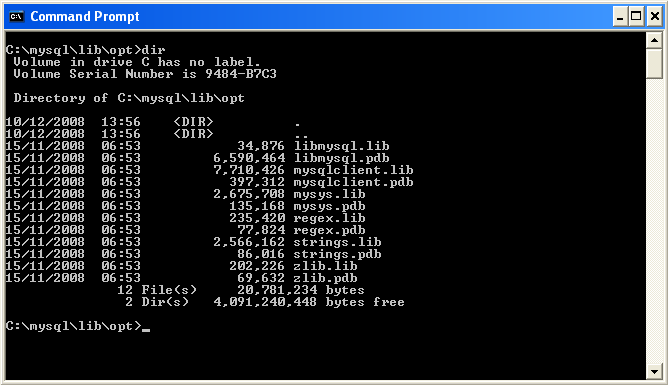 Command Prompt
C:\mysql\lib\opt>dir
 Volume in drive C has no label.
 Volume Serial Number is 9484-B7C3

 Directory of C:\mysql\lib\opt

10/12/2008  13:56    <DIR>          .
10/12/2008  13:56    <DIR>          ..
15/11/2008  06:53            34,876 libmysql.lib
15/11/2008  06:53         6,590,464 libmysql.pdb
15/11/2008  06:53         7,710,426 mysqlclient.lib
15/11/2008  06:53           397,312 mysqlclient.pdb
15/11/2008  06:53         2,675,708 mysys.lib
15/11/2008  06:53           135,168 mysys.pdb
15/11/2008  06:53           235,420 regex.lib
15/11/2008  06:53            77,824 regex.pdb
15/11/2008  06:53         2,566,162 strings.lib
15/11/2008  06:53            86,016 strings.pdb
15/11/2008  06:53           202,226 zlib.lib
15/11/2008  06:53            69,632 zlib.pdb
              12 File(s)     20,781,234 bytes
               2 Dir(s)   4,091,240,448 bytes free

C:\mysql\lib\opt>_